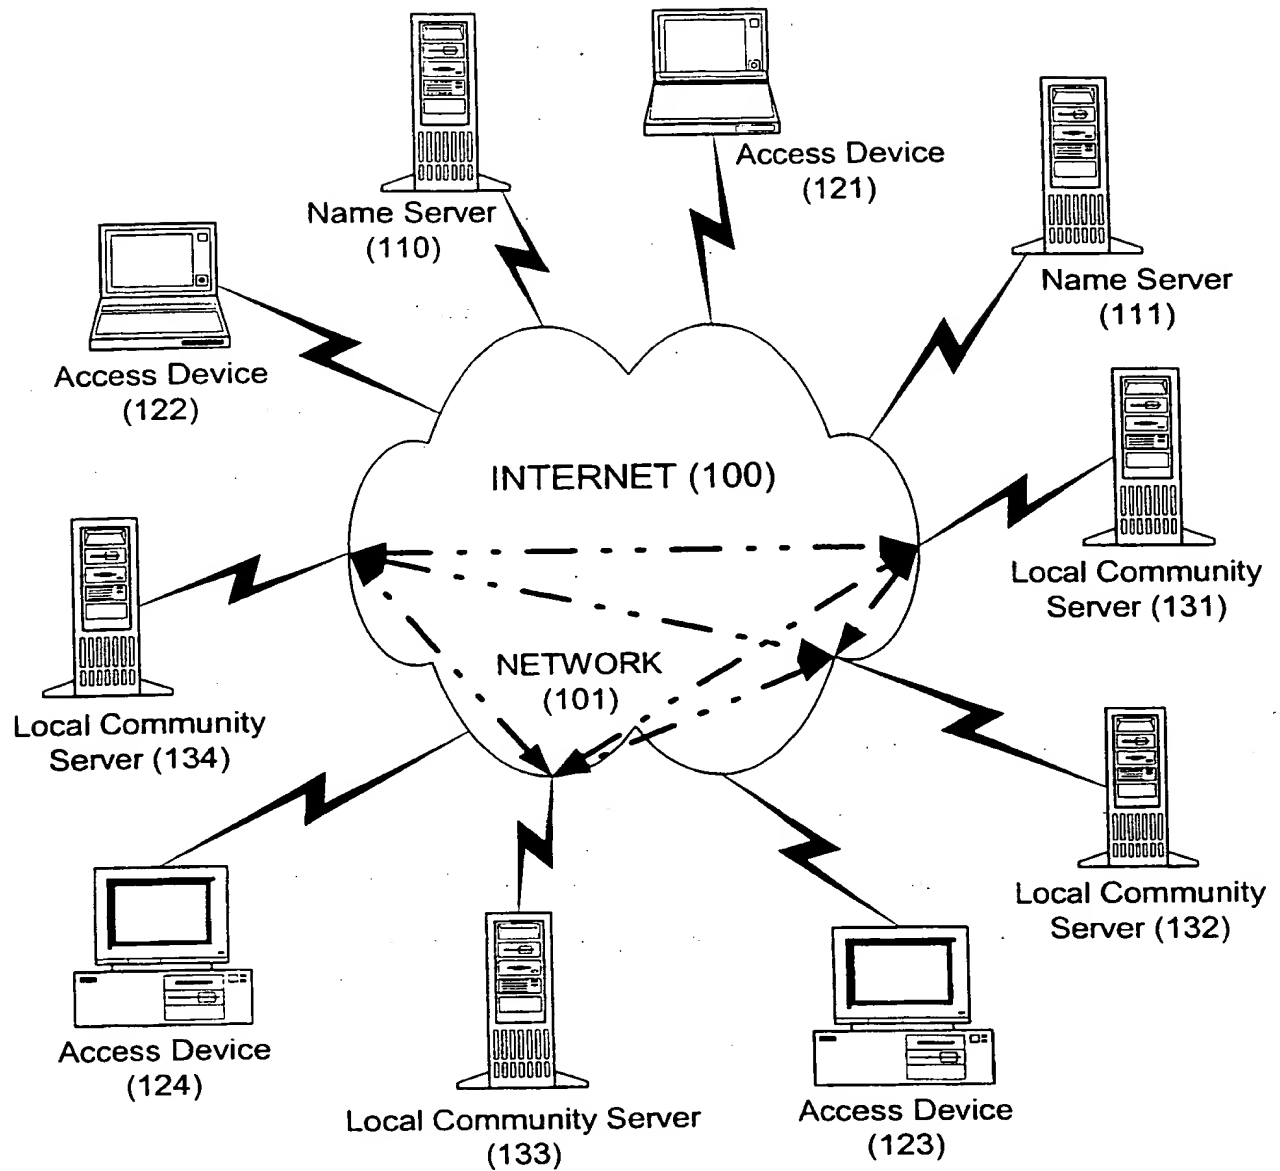 Access Device
(121)
Name Server
(110)
Name Server
(111)
Access Device
(122)
INTERNET (100)
Local Community
Server (131)
NETWORK
(101)
Local Community
Server (134)
Local Community
Server (132)
Access Device
(124)
Local Community Server
(133)
Access Device
(123)